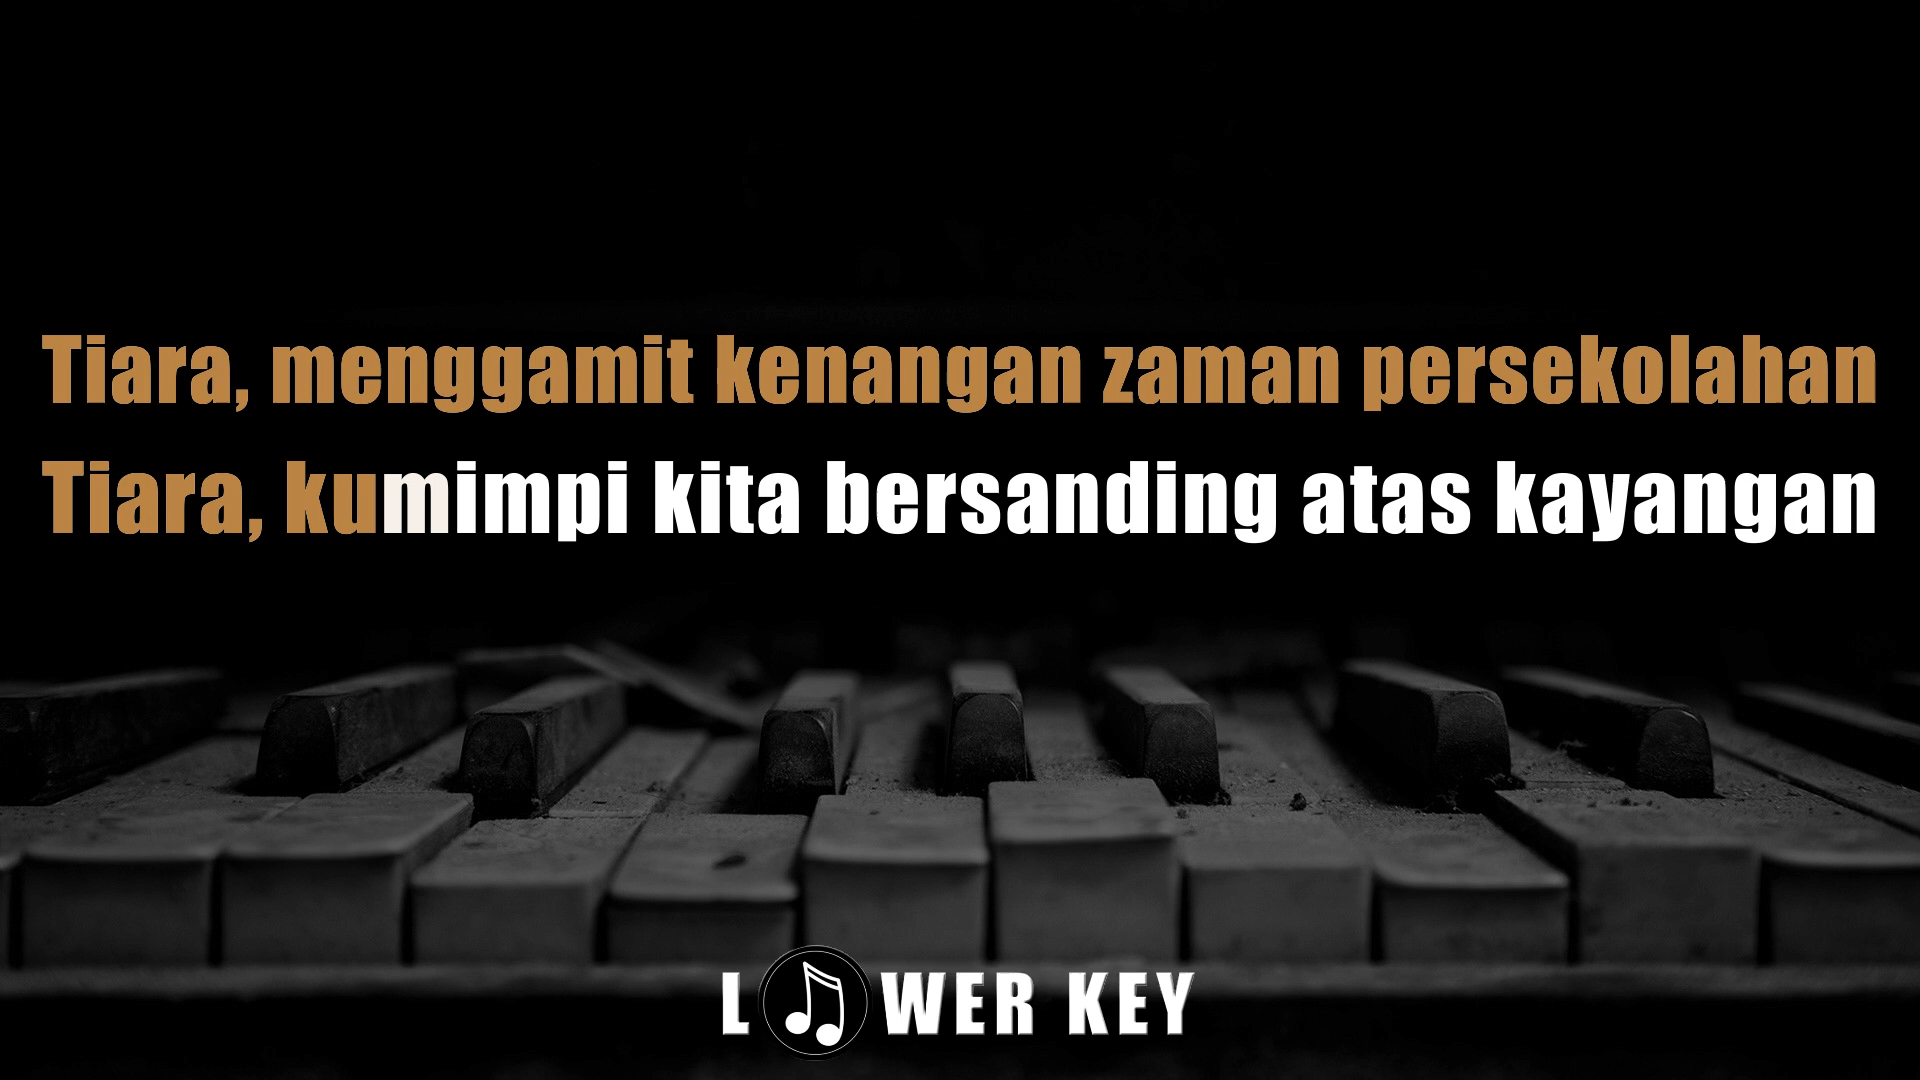 Tiara, menggamit kenangan zaman persekolahan
Tiara, kumimpi kita bersanding atas kayangan
LOWER KEY